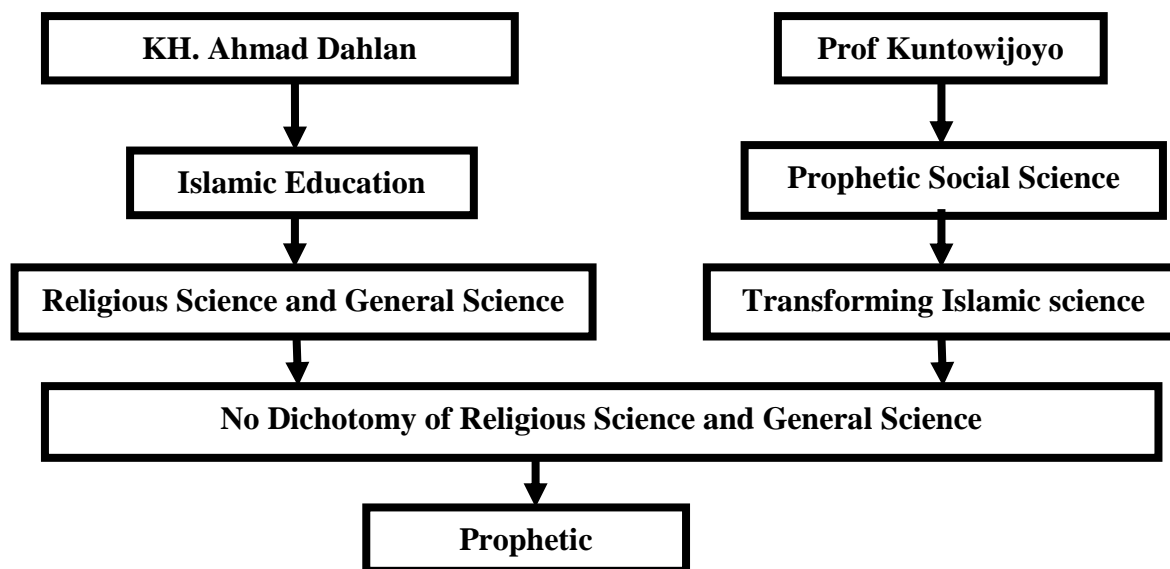 KH. Ahmad Dahlan
Prof Kuntowijoyo
Islamic Education
Prophetic Social Science
Religious Science and General Science
Transforming Islamic science
No Dichotomy of Religious Science and General Science
Prophetic